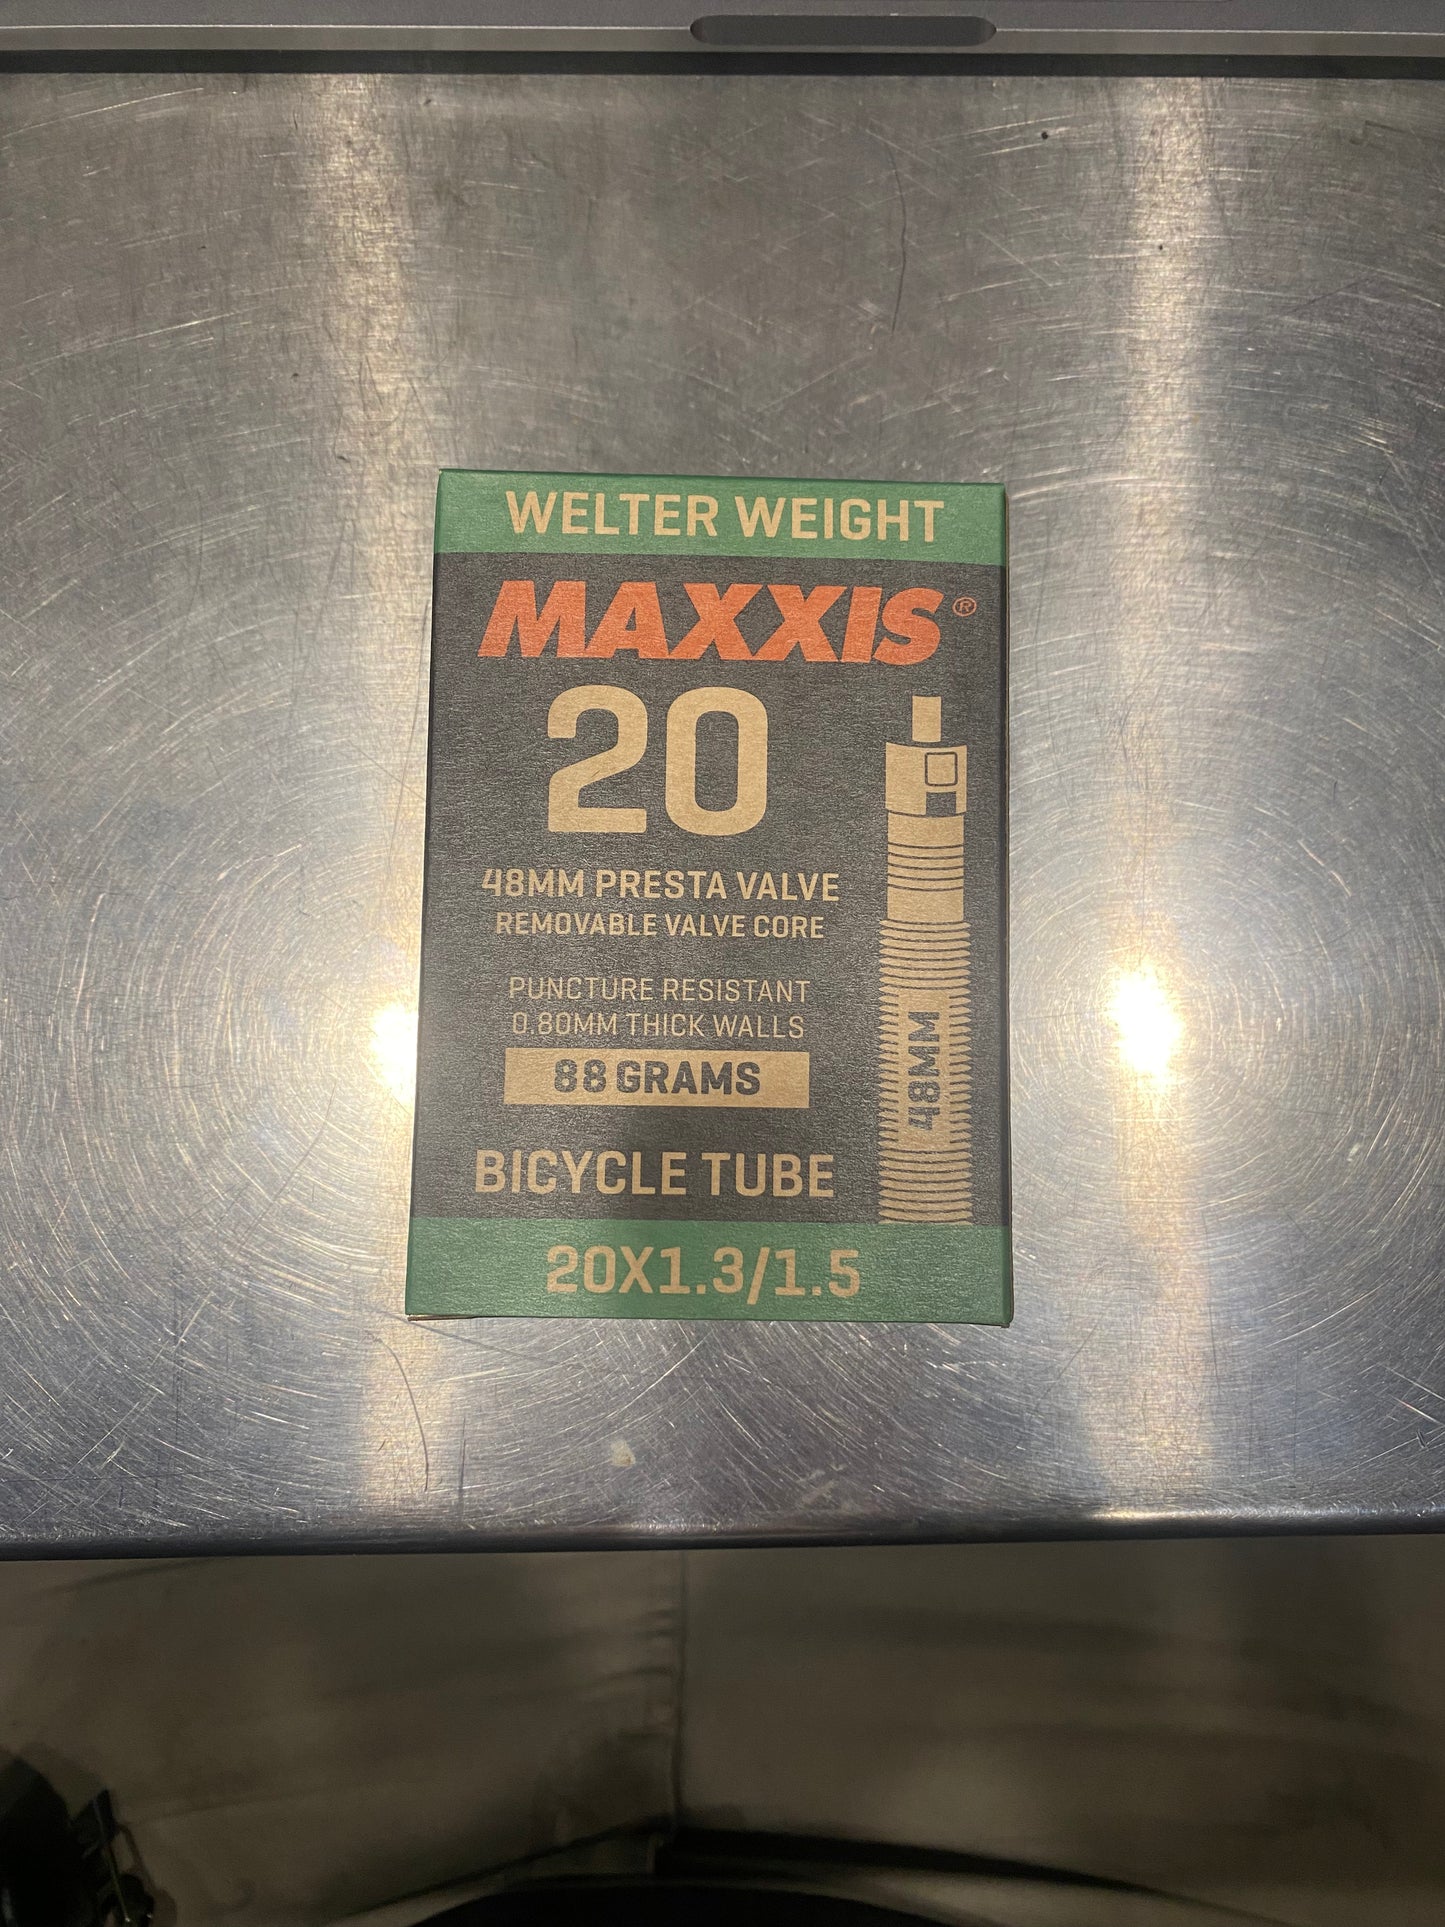 WELTER WEIGHT
MAXXIS®
20
48MM PRESTA VALVE
REMOVABLE VALVE CORE
PUNCTURE RESISTANT
0.80MM THICK WALLS
88 GRAMS
48MM
BICYCLE TUBE
20X1.3/1.5